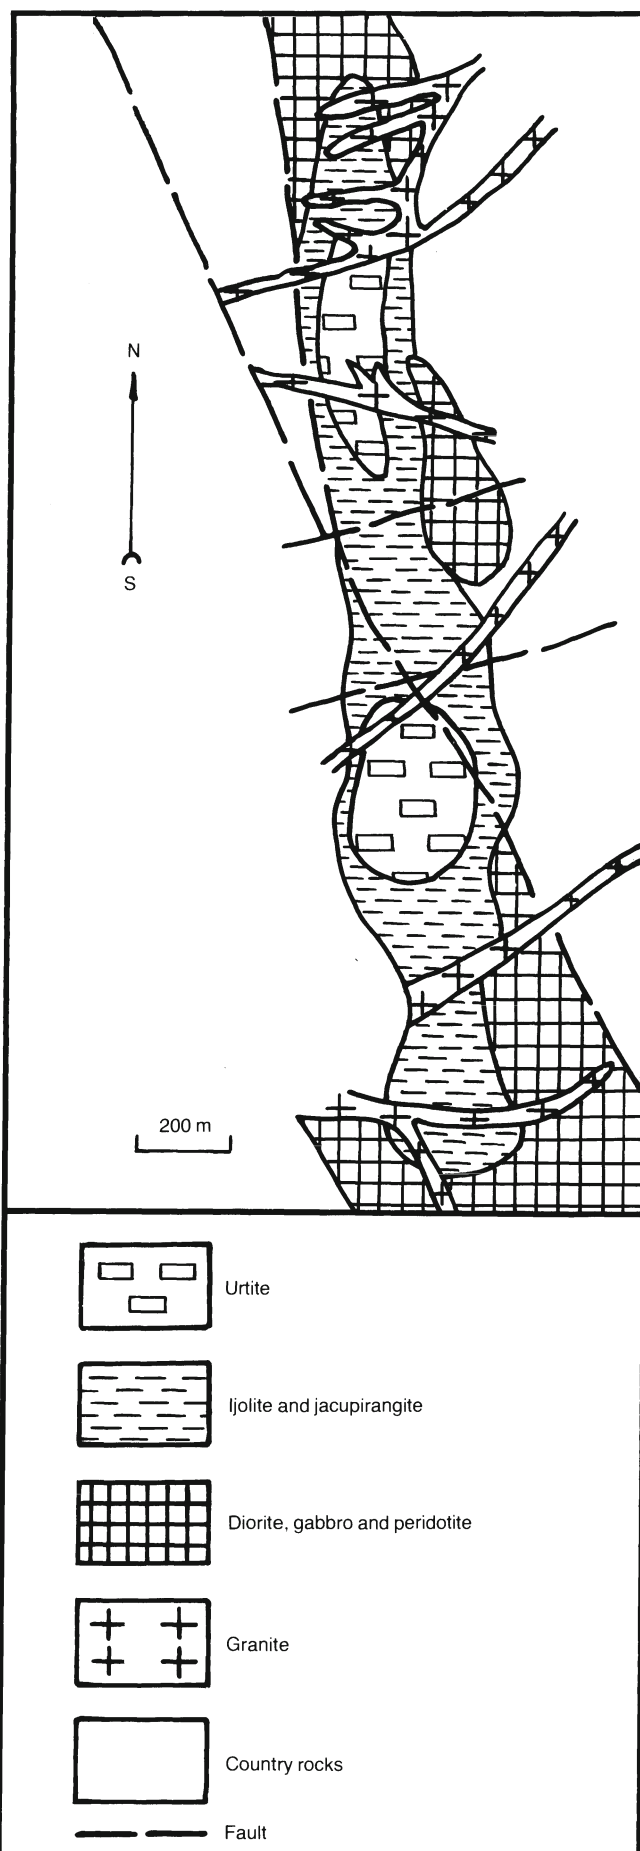 N
S
200 m
Urtite
Ijolite and jacupirangite
Diorite, gabbro and peridotite
Granite
Country rocks
Fault